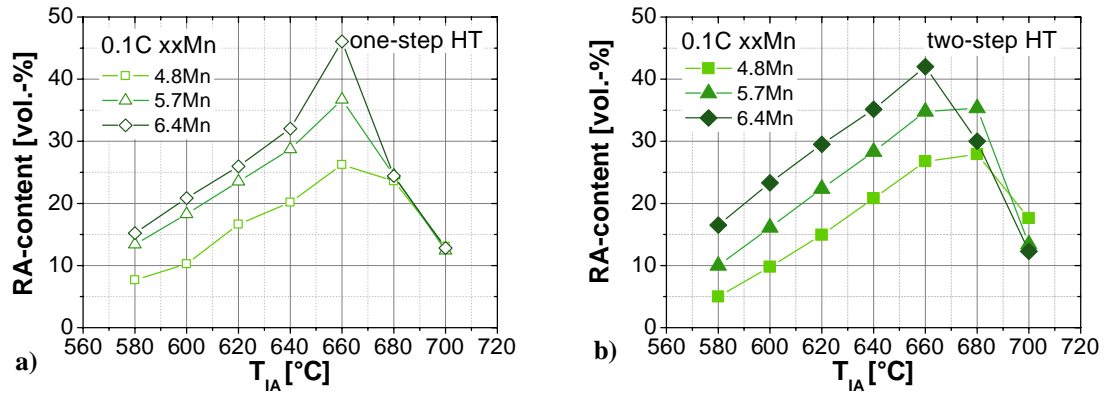 0.1C xxMn
one-step HT
4.8Mn
5.7Mn
6.4Mn
RA-content [vol.-%]
50
40
30
20
10
0
560 580 600 620 640 660 680 700 720
T_IA [°C]
a)
0.1C xxMn
two-step HT
4.8Mn
5.7Mn
6.4Mn
RA-content [vol.-%]
50
40
30
20
10
0
560 580 600 620 640 660 680 700 720
T_IA [°C]
b)